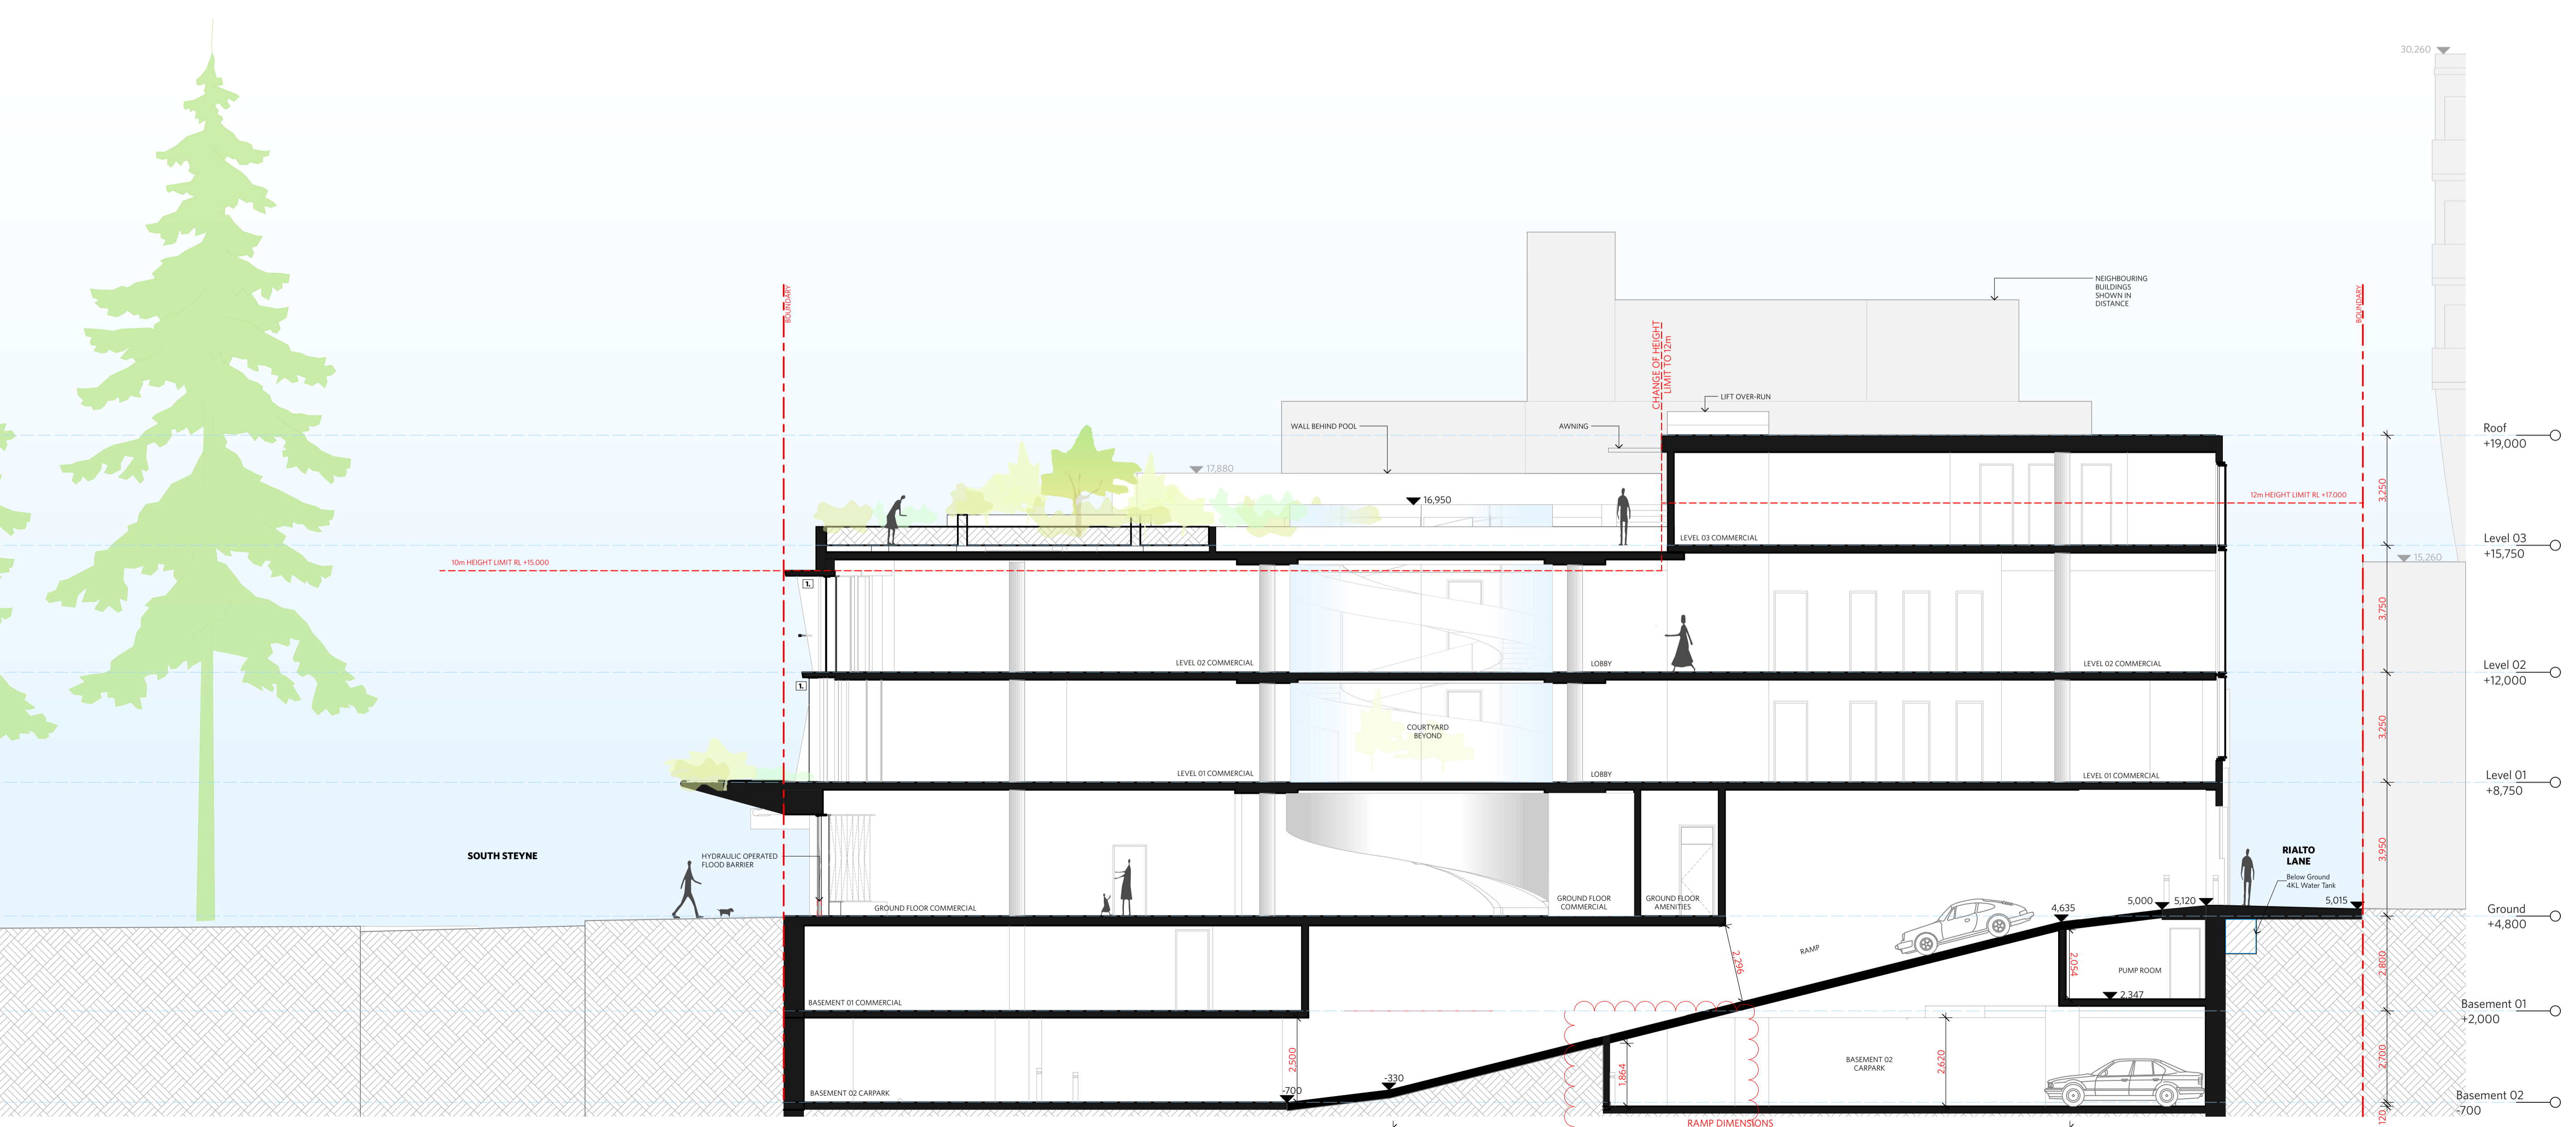 30,260
BOUNDARY
BOUNDARY
NEIGHBOURING
BUILDINGS
SHOWN IN
DISTANCE
CHANGE OF HEIGHT
LIMIT TO 12m
LIFT OVER-RUN
WALL BEHIND POOL
AWNING
Roof
+19,000
17,880
16,950
3,250
12m HEIGHT LIMIT RL +17.000
LEVEL 03 COMMERCIAL
Level 03
+15,750
10m HEIGHT LIMIT RL +15.000
15,260
1.
3,750
LEVEL 02 COMMERCIAL
LOBBY
LEVEL 02 COMMERCIAL
Level 02
+12,000
1.
3,250
COURTYARD
BEYOND
LEVEL 01 COMMERCIAL
LOBBY
LEVEL 01 COMMERCIAL
Level 01
+8,750
SOUTH STEYNE
HYDRAULIC OPERATED
FLOOD BARRIER
3,950
RIALTO
LANE
Below Ground
4KL Water Tank
GROUND FLOOR COMMERCIAL
GROUND FLOOR
COMMERCIAL
GROUND FLOOR
AMENITIES
4,635
5,000
5,120
5,015
Ground
+4,800
RAMP
2,296
2,054
PUMP ROOM
2,347
2,800
BASEMENT 01 COMMERCIAL
Basement 01
+2,000
2,500
1,864
2,620
BASEMENT 02
CARPARK
2,700
-330
-700
BASEMENT 02 CARPARK
Basement 02
-700
120
RAMP DIMENSIONS